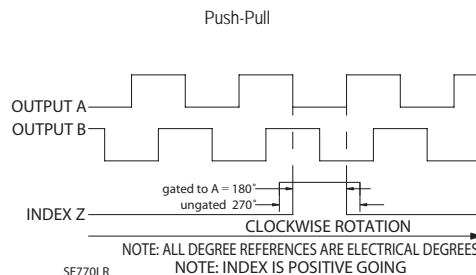 Push-Pull
OUTPUT A
OUTPUT B
gated to A = 180°
ungated 270°
INDEX Z
CLOCKWISE ROTATION
NOTE: ALL DEGREE REFERENCES ARE ELECTRICAL DEGREES
SE770LR
NOTE: INDEX IS POSITIVE GOING